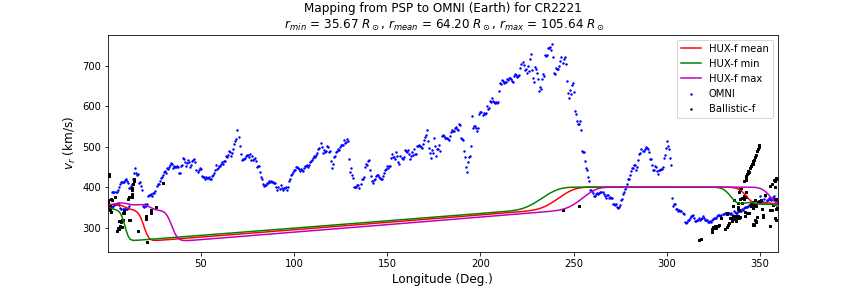 Mapping from PSP to OMNI (Earth) for CR2221
r_min = 35.67 R_⊙, r_mean = 64.20 R_⊙, r_max = 105.64 R_⊙
700
600
500
400
300
v_r (km/s)
HUX-f mean
HUX-f min
HUX-f max
OMNI
Ballistic-f
50 100 150 200 250 300 350
Longitude (Deg.)